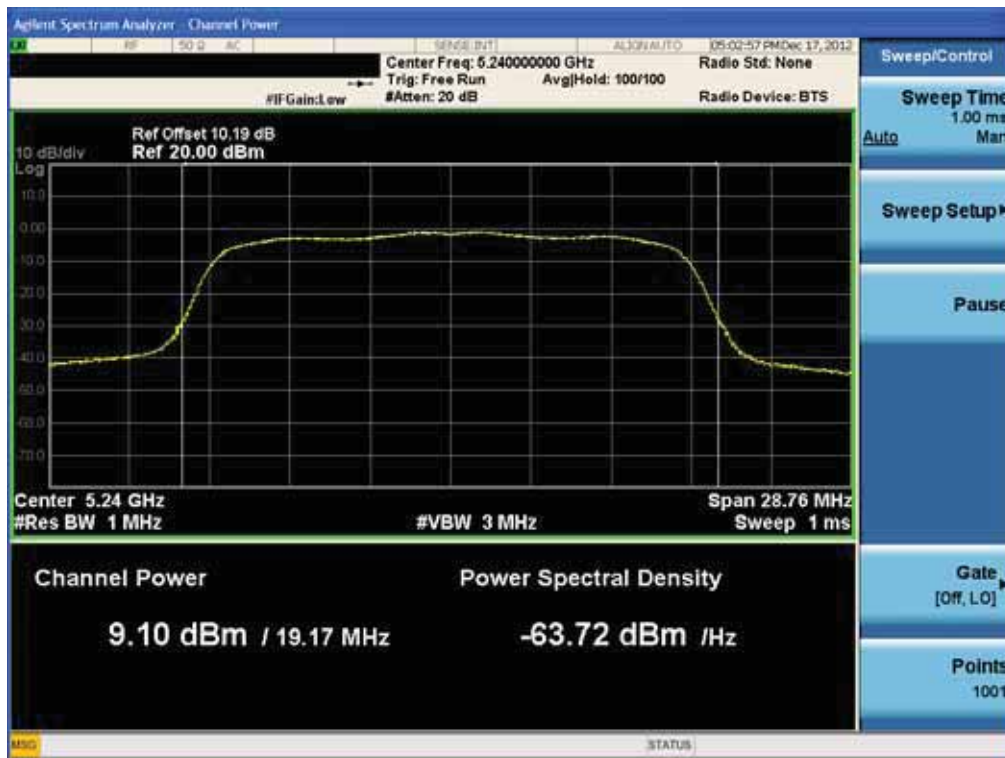 Agilent Spectrum Analyzer - Channel Power
RF 50 Ω AC SENSE:INT ALIGN AUTO 05:02:57 PM Dec 17, 2012
Center Freq: 5.240000000 GHz Radio Std: None
Trig: Free Run Avg|Hold: 100/100
#IFGain:Low #Atten: 20 dB Radio Device: BTS
Ref Offset 10.19 dB
10 dB/div Ref 20.00 dBm
Log
10.0
0.00
-10.0
-20.0
-30.0
-40.0
-50.0
-60.0
-70.0
Center 5.24 GHz Span 28.76 MHz
#Res BW 1 MHz #VBW 3 MHz Sweep 1 ms
Channel Power Power Spectral Density
9.10 dBm / 19.17 MHz -63.72 dBm /Hz
MSG STATUS
Sweep/Control
Sweep Time
1.00 ms
Auto Man
Sweep Setup
Pause
Gate
[Off, LO]
Points
1001